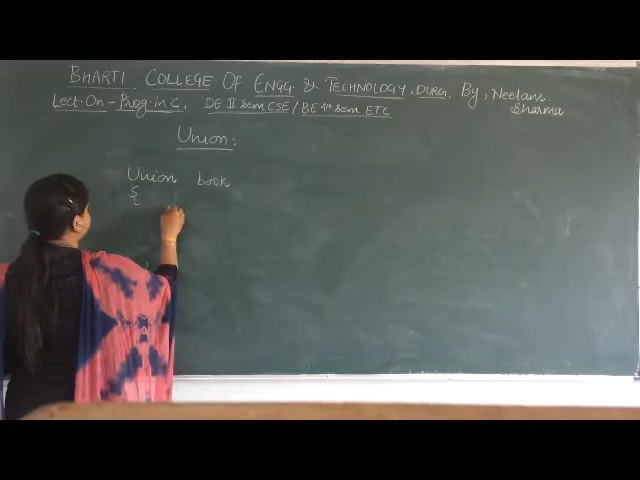 BHARTI COLLEGE OF ENGG & TECHNOLOGY, DURG. By, Neelam Sharma
Lect. On - Prog. in C, DE II Sem CSE / BE 4th Sem ETC
Union:
Union book
{